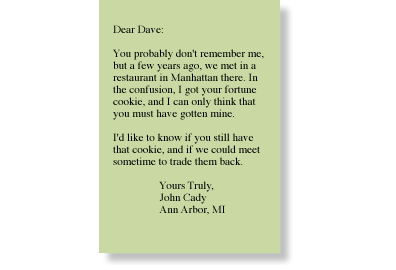 Dear Dave:
You probably don't remember me,
but a few years ago, we met in a
restaurant in Manhattan there. In
the confusion, I got your fortune
cookie, and I can only think that
you must have gotten mine.
I'd like to know if you still have
that cookie, and if we could meet
sometime to trade them back.
Yours Truly,
John Cady
Ann Arbor, MI